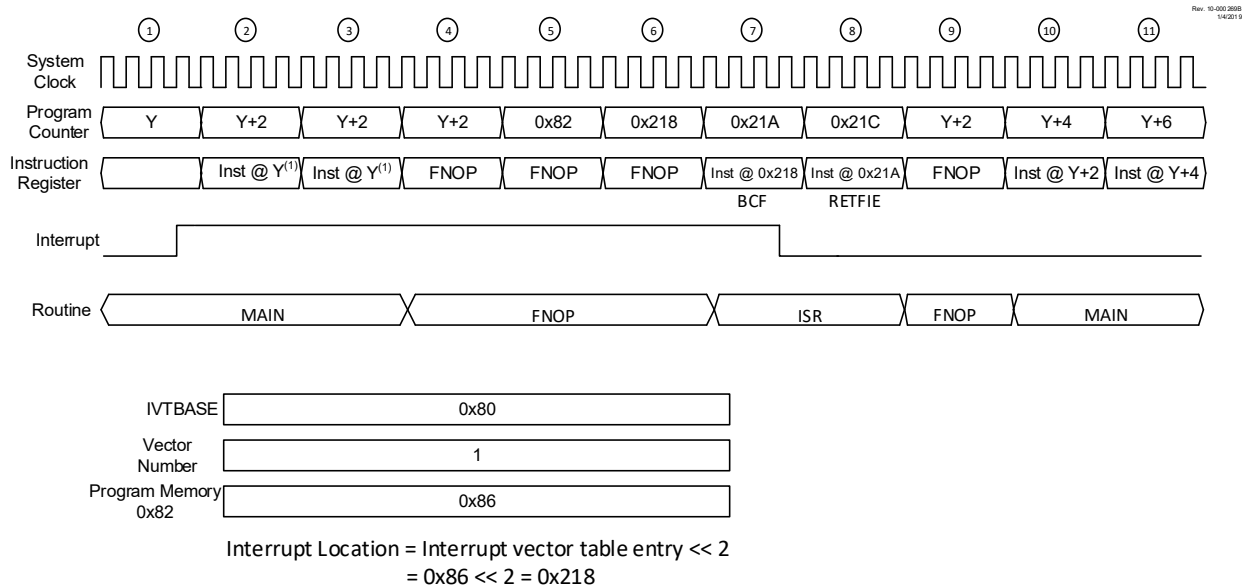 Rev. 10-000 269B
1/4/201 9
1 2 3 4 5 6 7 8 9 10 11
System
Clock
Program
Counter
Y Y+2 Y+2 Y+2 0x82 0x218 0x21A 0x21C Y+2 Y+4 Y+6
Instruction
Register
Inst @ Y(1) Inst @ Y(1) FNOP FNOP FNOP Inst @ 0x218 Inst @ 0x21A FNOP Inst @ Y+2 Inst @ Y+4
BCF RETFIE
Interrupt
Routine MAIN FNOP ISR FNOP MAIN
IVTBASE 0x80
Vector
Number
1
Program Memory
0x82
0x86
Interrupt Location = Interrupt vector table entry << 2
= 0x86 << 2 = 0x218